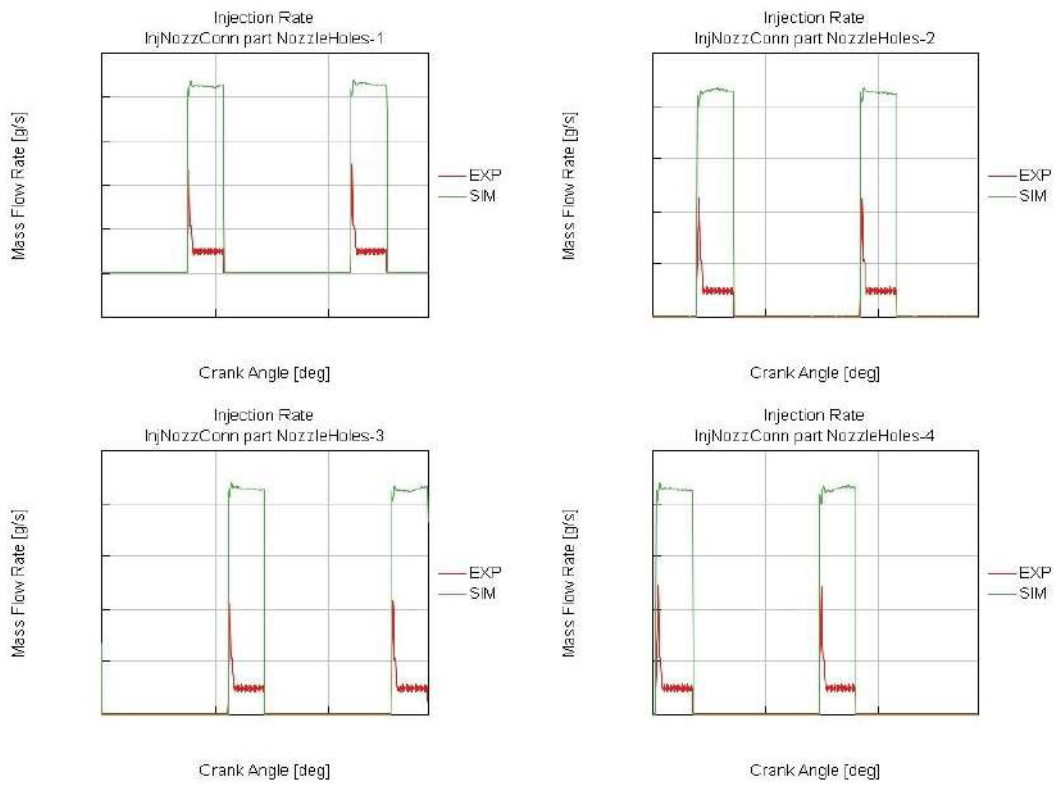 Injection Rate
InjNozzConn part NozzleHoles-1
Mass Flow Rate [g/s]
EXP
SIM
Crank Angle [deg]
Injection Rate
InjNozzConn part NozzleHoles-2
Mass Flow Rate [g/s]
EXP
SIM
Crank Angle [deg]
Injection Rate
InjNozzConn part NozzleHoles-3
Mass Flow Rate [g/s]
EXP
SIM
Crank Angle [deg]
Injection Rate
InjNozzConn part NozzleHoles-4
Mass Flow Rate [g/s]
EXP
SIM
Crank Angle [deg]